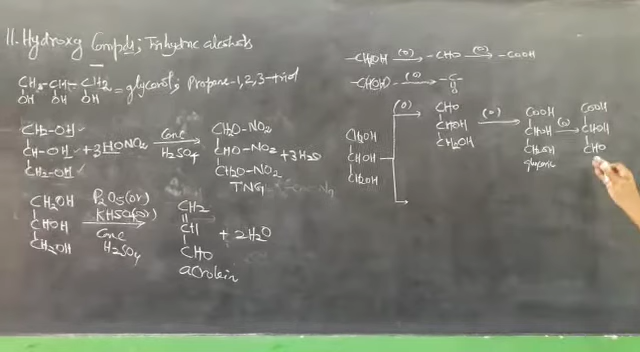 11. Hydroxy Compds; Trihydric alcohols
CH2-CH-CH2 = glycerol; Propane-1,2,3-triol
OH OH OH
CH2-OH
CH-OH + 3HONO2 Conc H2SO4
CH2-OH
CH2O-NO2
CHO-NO2 + 3H2O
CH2O-NO2
TNG
CH2OH
CHOH
CH2OH
P2O5(or)
KHSO4(or)
Conc
H2SO4
CH2
CH + 2H2O
CHO
acrolein
-CH2OH (O) -CHO (O) -COOH
-CHOH (O) -C-
O
CH2OH
CHOH
CH2OH
(O)
CHO
CHOH
CH2OH
(O)
COOH
CHOH
CH2OH
glyceric
(O)
COOH
CHOH
CHO